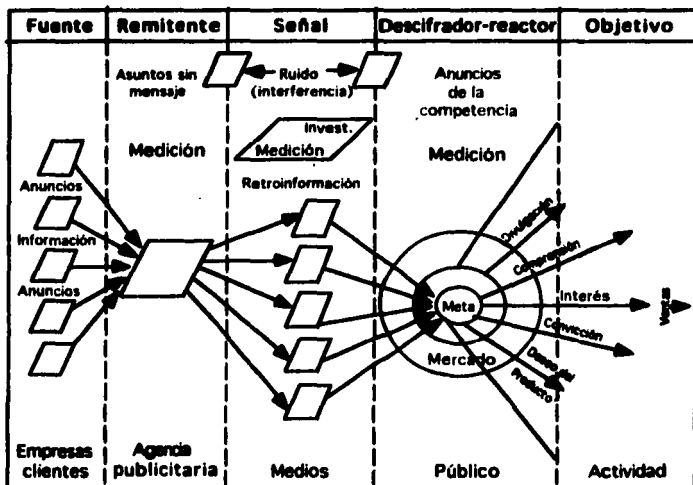 Fuente
Remitente
Señal
Descifrador-reactor
Objetivo
Asuntos sin
mensaje
Ruido
(interferencia)
Anuncios
de la
competencia
Medición
Invest.
Medición
Medición
Retroinformación
Anuncios
Información
Anuncios
Meta
Mercado
Divulgación
Comprensión
Interés
Convicción
Deseo del
Producto
Ventas
Empresas
clientes
Agencia
publicitaria
Medios
Público
Actividad